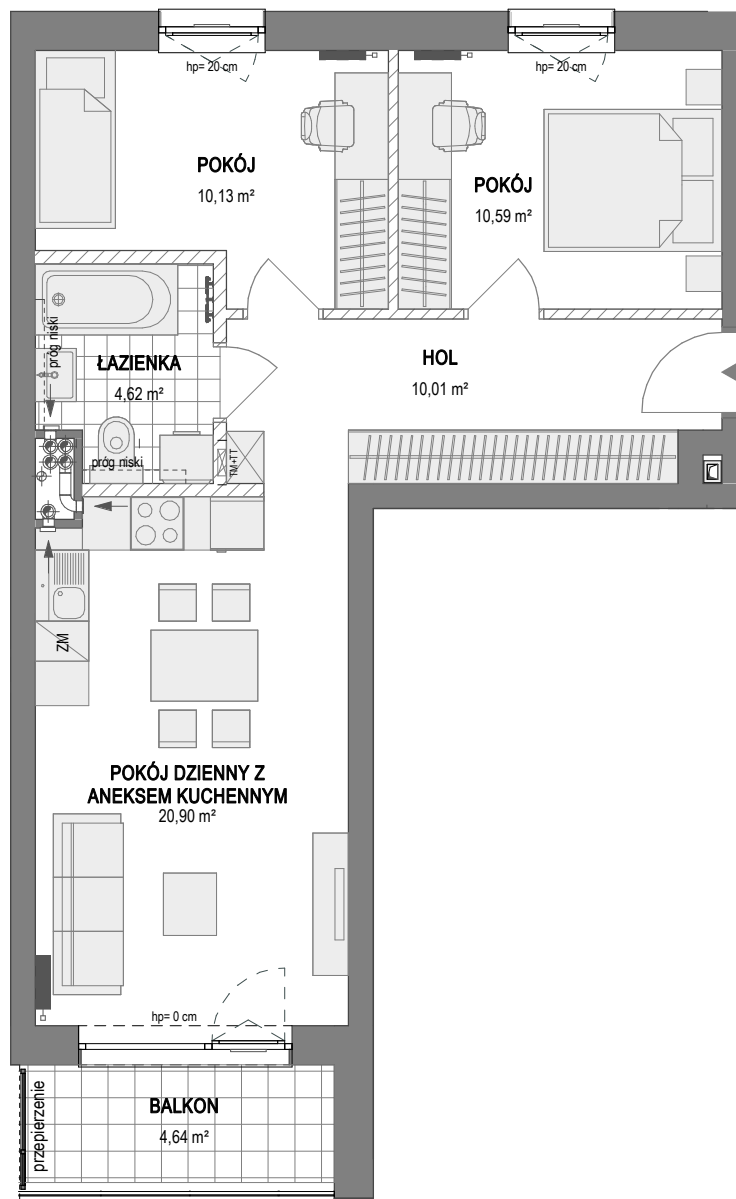 hp= 20 cm
hp= 20 cm
POKÓJ
10,13 m²
POKÓJ
10,59 m²
próg niski
ŁAZIENKA
4,62 m²
HOL
10,01 m²
próg niski
TM+TT
ZM
POKÓJ DZIENNY Z
ANEKSEM KUCHENNYM
20,90 m²
hp= 0 cm
przepierzenie
BALKON
4,64 m²